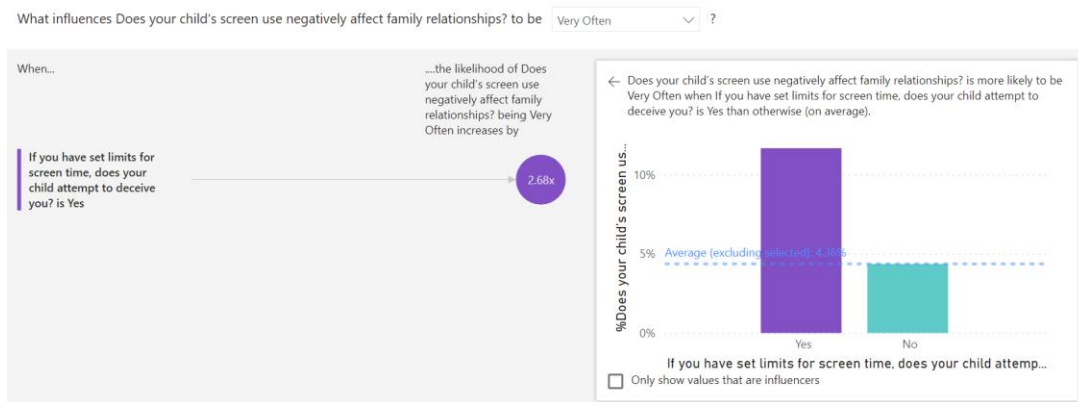 What influences Does your child's screen use negatively affect family relationships? to be Very Often ?
When...
....the likelihood of Does
your child's screen use
negatively affect family
relationships? being Very
Often increases by
If you have set limits for
screen time, does your
child attempt to deceive
you? is Yes
2.68x
← Does your child's screen use negatively affect family relationships? is more likely to be
Very Often when If you have set limits for screen time, does your child attempt to
deceive you? is Yes than otherwise (on average).
%Does your child's screen us...
10%
5%
0%
Average (excluding selected): 4.36%
Yes
No
If you have set limits for screen time, does your child attemp...
Only show values that are influencers